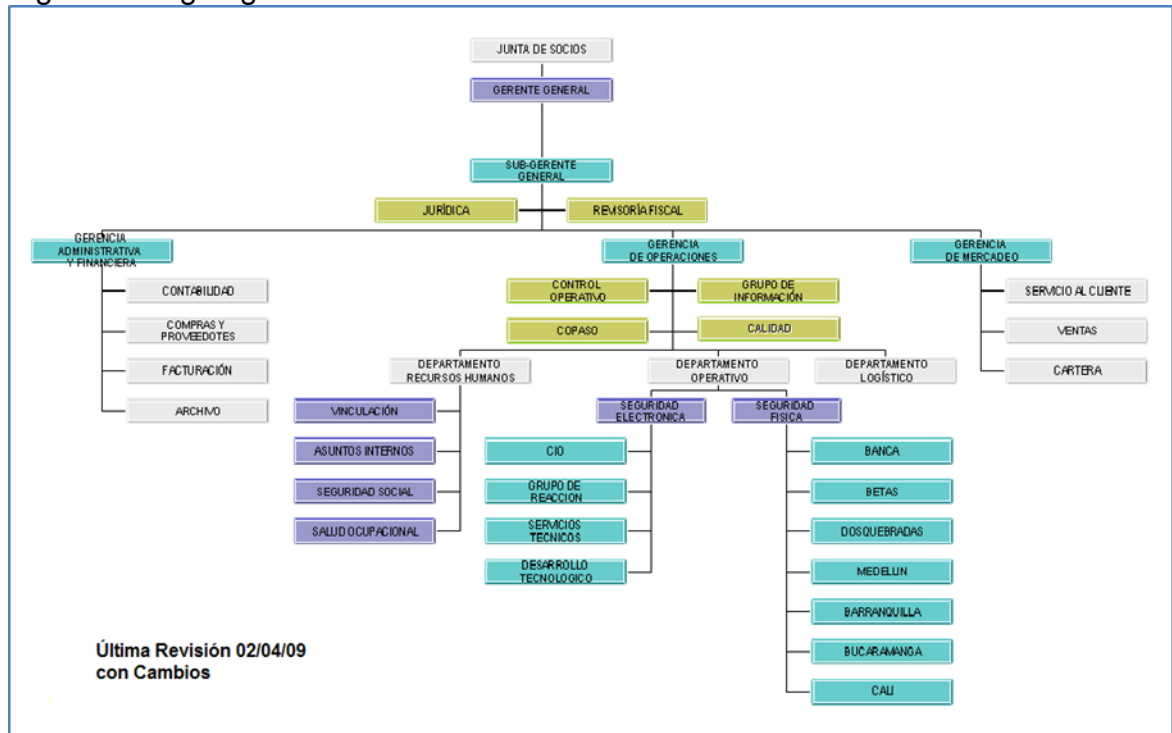 JUNTA DE SOCIOS
GERENTE GENERAL
SUB-GERENTE
GENERAL
JURÍDICA
REVISORÍA FISCAL
GERENCIA
ADMINISTRATIVA
Y FINANCIERA
GERENCIA
DE OPERACIONES
GERENCIA
DE MERCADEO
CONTABILIDAD
COMPRAS Y
PROVEEDOTES
FACTURACIÓN
ARCHIVO
CONTROL
OPERATIVO
GRUPO DE
INFORMACIÓN
COPASO
CALIDAD
SERVICIO AL CLIENTE
VENTAS
CARTERA
DEPARTAMENTO
RECURSOS HUMANOS
DEPARTAMENTO
OPERATIVO
DEPARTAMENTO
LOGÍSTICO
VINCULACIÓN
ASUNTOS INTERNOS
SEGURIDAD SOCIAL
SALUD OCUPACIONAL
SEGURIDAD
ELECTRONICA
SEGURIDAD
FISICA
CIO
GRUPO DE
REACCION
SERVICIOS
TECNICOS
DESARROLLO
TECNOLOGICO
BANCA
BETAS
DOSQUEBRADAS
MEDELLIN
BARRANQUILLA
BUCARAMANGA
CALI
Última Revisión 02/04/09
con Cambios